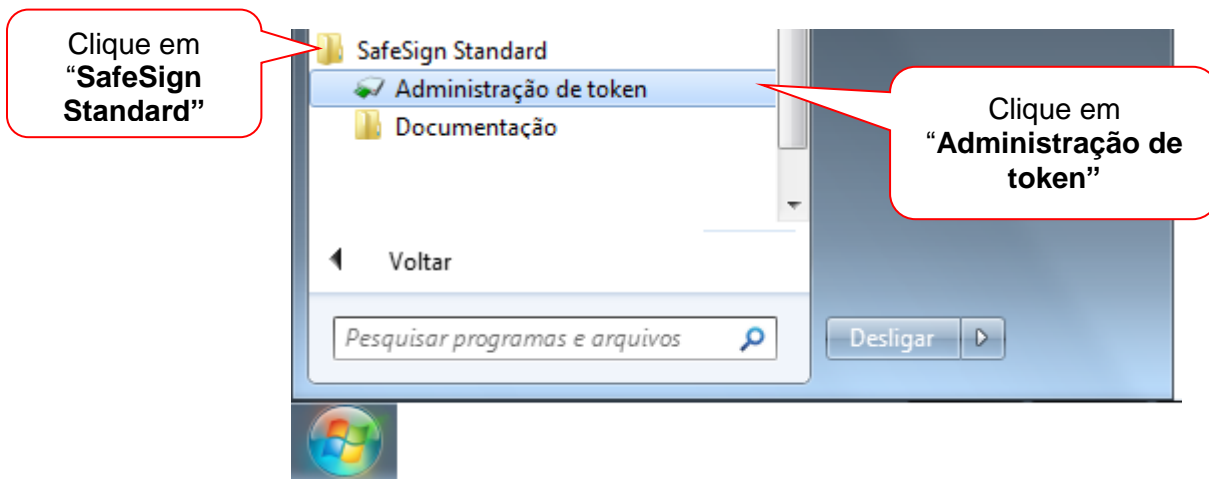 Clique em
“SafeSign
Standard”
SafeSign Standard
Administração de token
Documentação
Clique em
“Administração de
token”
Voltar
Pesquisar programas e arquivos
Desligar